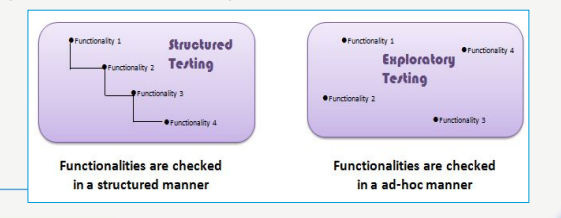 Structured
Testing
Functionality 1
Functionality 2
Functionality 3
Functionality 4
Functionalities are checked
in a structured manner
Functionality 1
Functionality 4
Exploratory
Testing
Functionality 2
Functionality 3
Functionalities are checked
in a ad-hoc manner